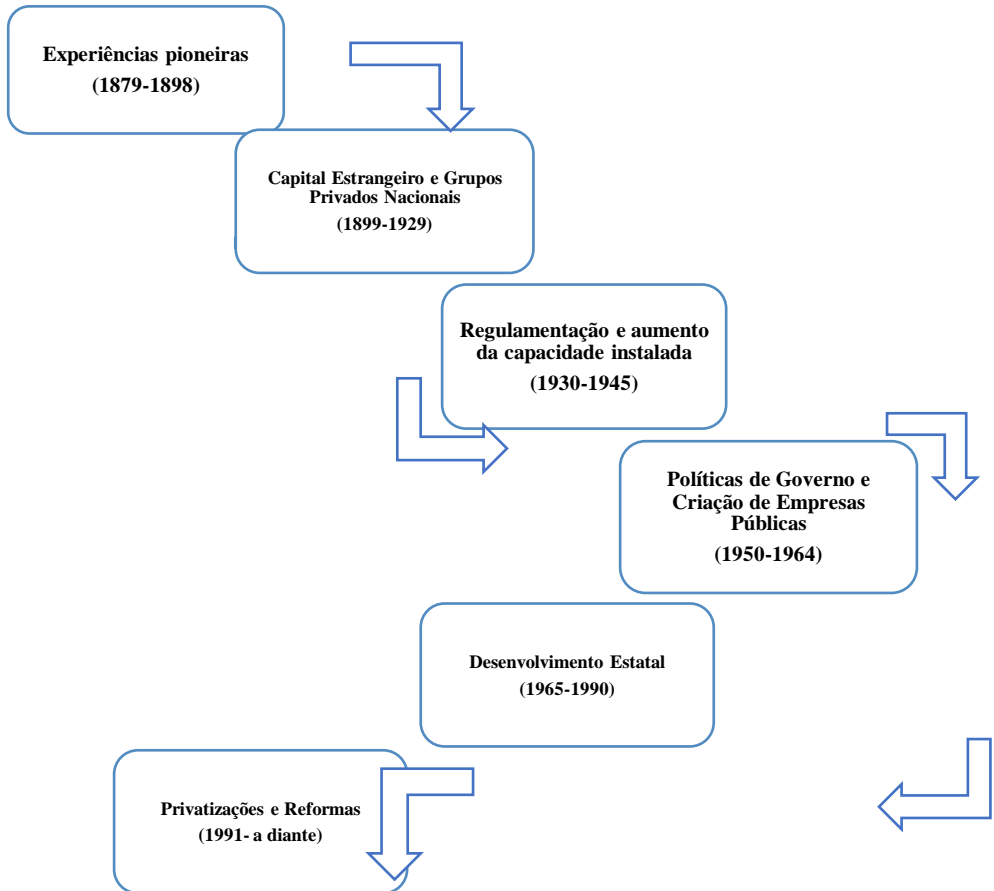 Experiências pioneiras
(1879-1898)
Capital Estrangeiro e Grupos
Privados Nacionais
(1899-1929)
Regulamentação e aumento
da capacidade instalada
(1930-1945)
Políticas de Governo e
Criação de Empresas
Públicas
(1950-1964)
Desenvolvimento Estatal
(1965-1990)
Privatizações e Reformas
(1991- a diante)